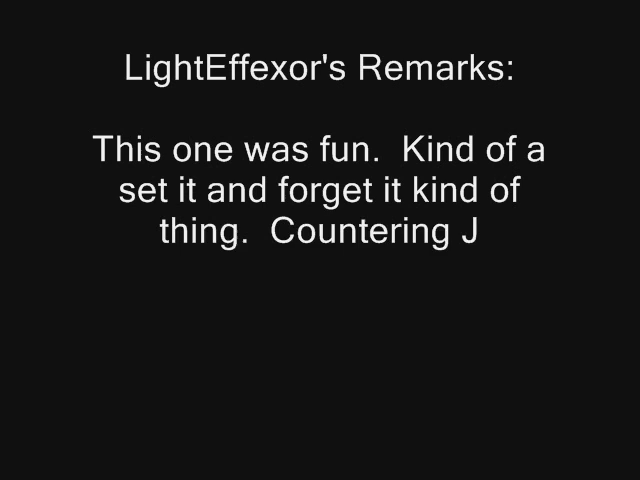 LightEffexor's Remarks:
This one was fun.  Kind of a
set it and forget it kind of
thing.  Countering J